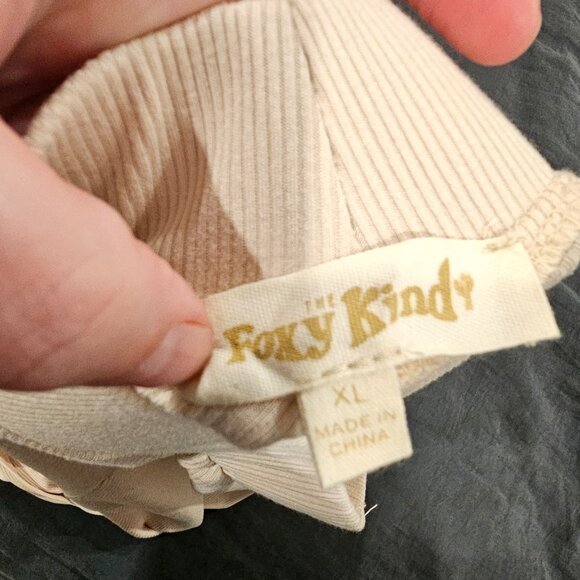 THE
Foxy Kind
XL
MADE IN
CHINA